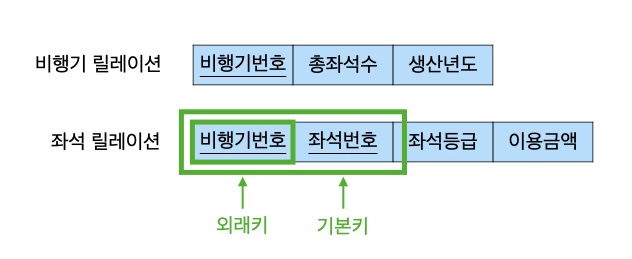 비행기 릴레이션 비행기번호 총좌석수 생산년도
좌석 릴레이션 비행기번호 좌석번호 좌석등급 이용금액
외래키 기본키